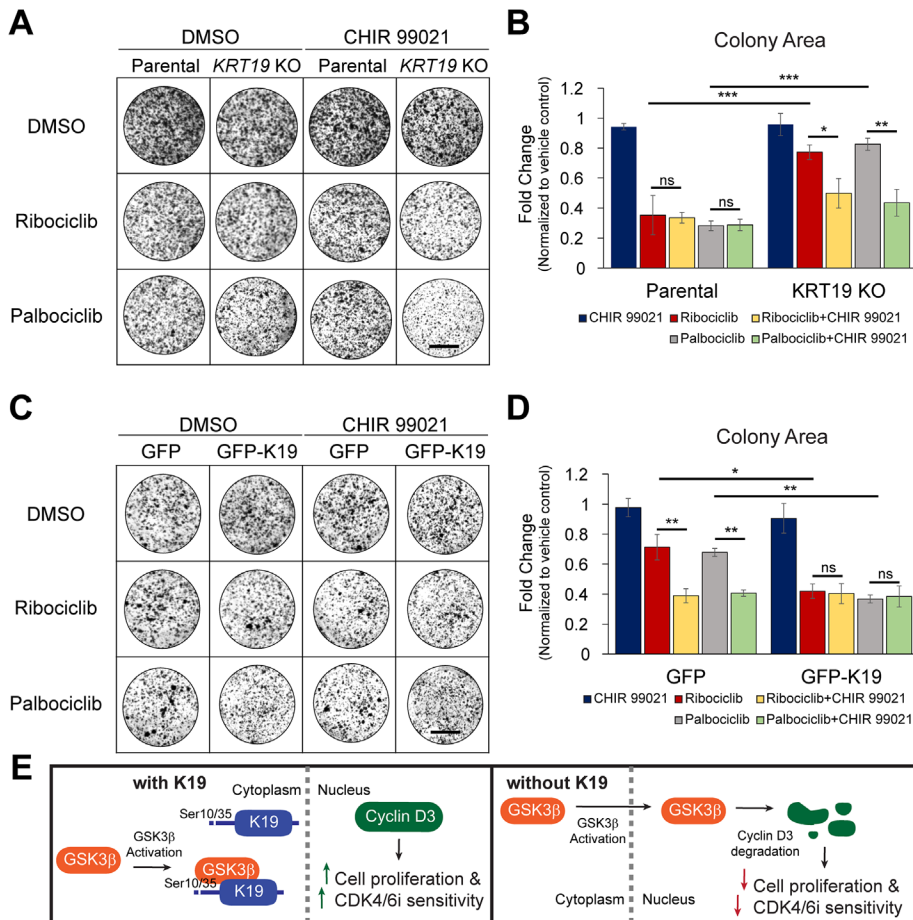 A
DMSO CHIR 99021
Parental KRT19 KO Parental KRT19 KO
DMSO
Ribociclib
Palbociclib
B
Colony Area
Fold Change
(Normalized to vehicle control)
1.2
1
0.8
0.6
0.4
0.2
0
ns
ns
***
***
*
**
Parental KRT19 KO
CHIR 99021 Ribociclib Ribociclib+CHIR 99021
Palbociclib Palbociclib+CHIR 99021
C
DMSO CHIR 99021
GFP GFP-K19 GFP GFP-K19
DMSO
Ribociclib
Palbociclib
D
Colony Area
Fold Change
(Normalized to vehicle control)
1.2
1
0.8
0.6
0.4
0.2
0
*
**
**
**
ns
ns
GFP GFP-K19
CHIR 99021 Ribociclib Ribociclib+CHIR 99021
Palbociclib Palbociclib+CHIR 99021
E
with K19
Cytoplasm Nucleus
Ser10/35
K19
GSK3β
GSK3β
Activation
GSK3β
Ser10/35
K19
Cyclin D3
Cell proliferation &
CDK4/6i sensitivity
without K19
GSK3β
GSK3β
Activation
GSK3β
Cyclin D3
degradation
Cytoplasm Nucleus
Cell proliferation &
CDK4/6i sensitivity